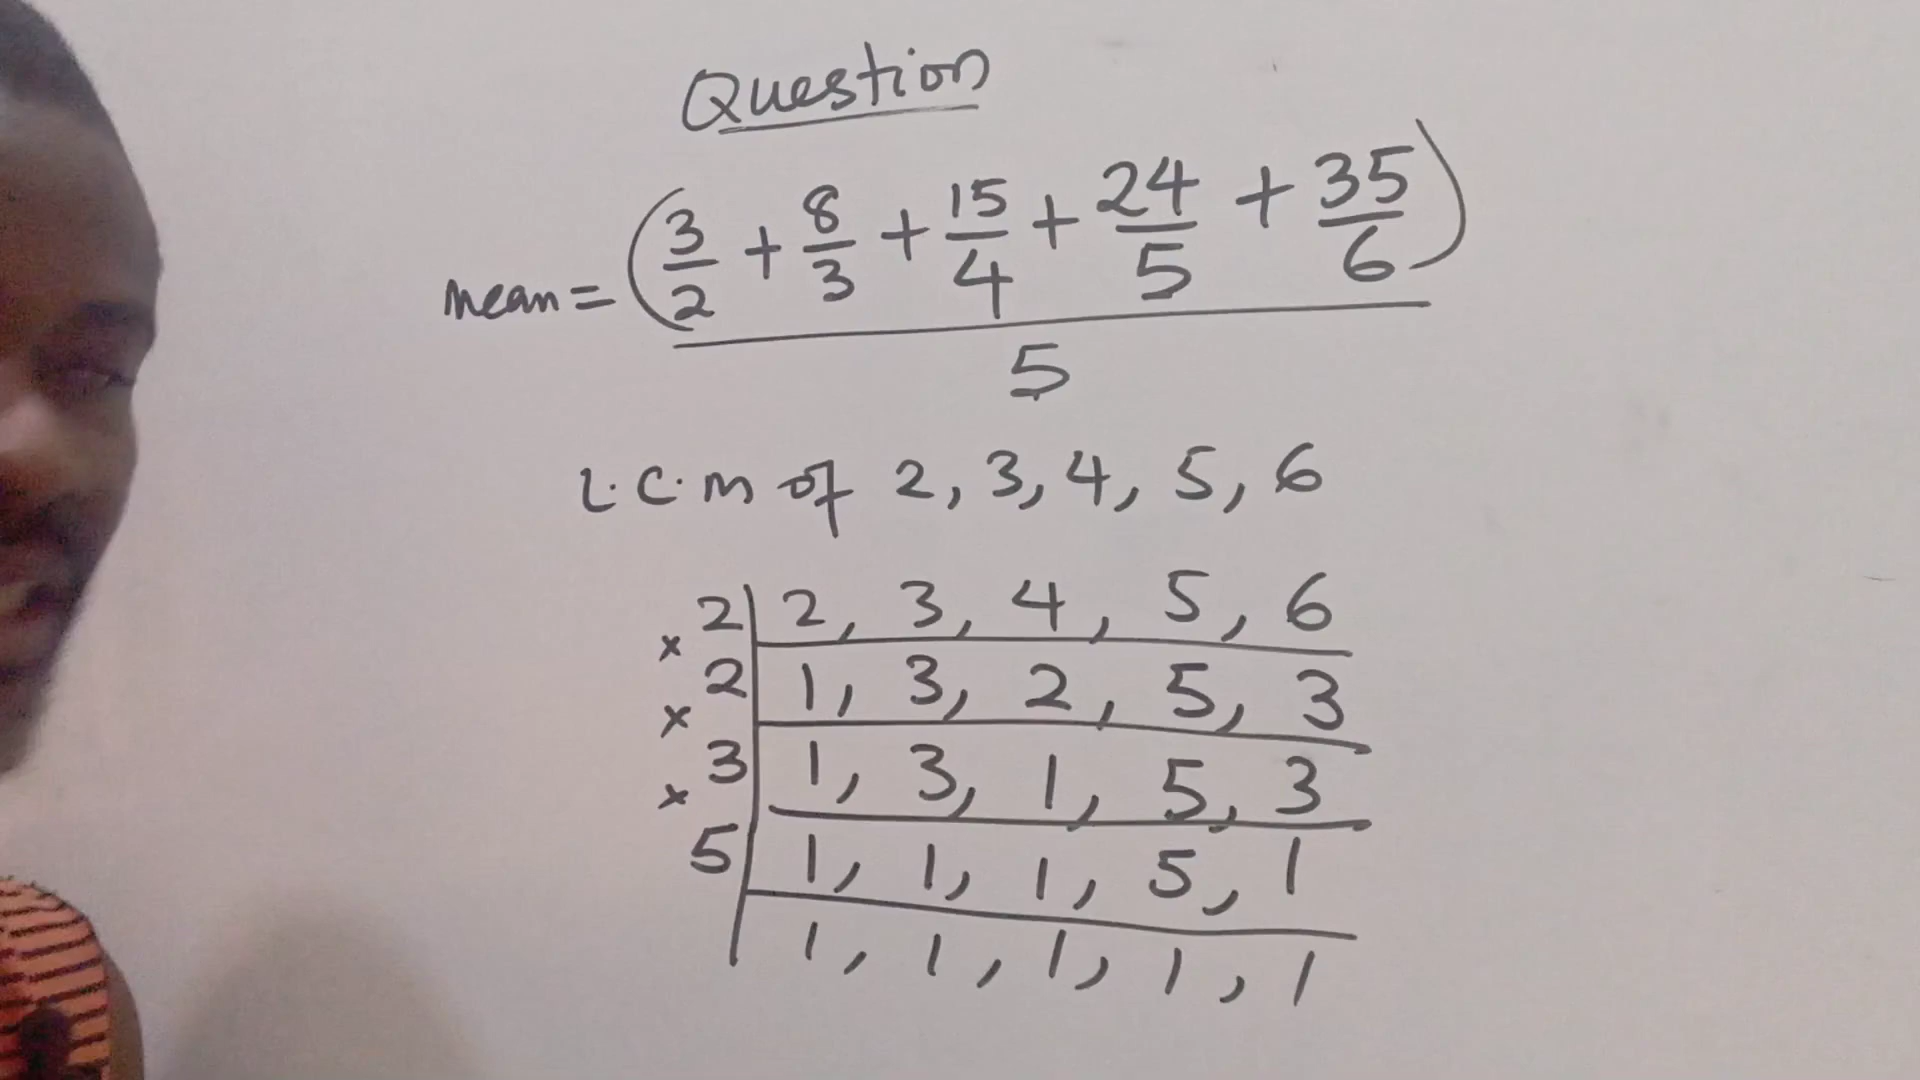 Question
mean = (3/2 + 8/3 + 15/4 + 24/5 + 35/6)
5
L.C.M of 2, 3, 4, 5, 6
2 | 2, 3, 4, 5, 6
×
2 | 1, 3, 2, 5, 3
×
3 | 1, 3, 1, 5, 3
×
5 | 1, 1, 1, 5, 1
1, 1, 1, 1, 1